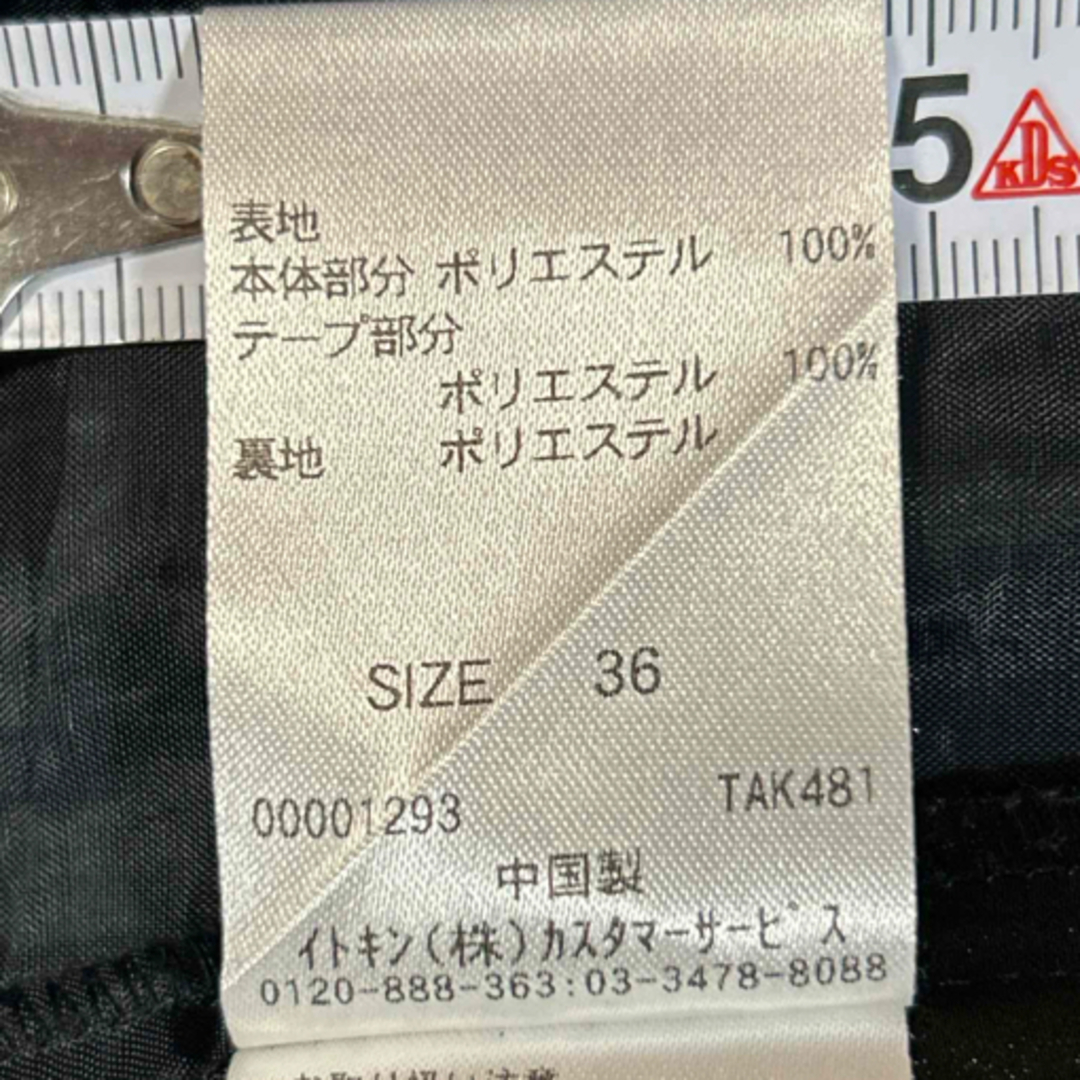 表地
本体部分 ポリエステル 100%
テープ部分
ポリエステル 100%
裏地 ポリエステル
SIZE 36
00001293 TAK481
中国製
イトキン(株)カスタマーサービス
0120-888-363:03-3478-8088
5
KDS